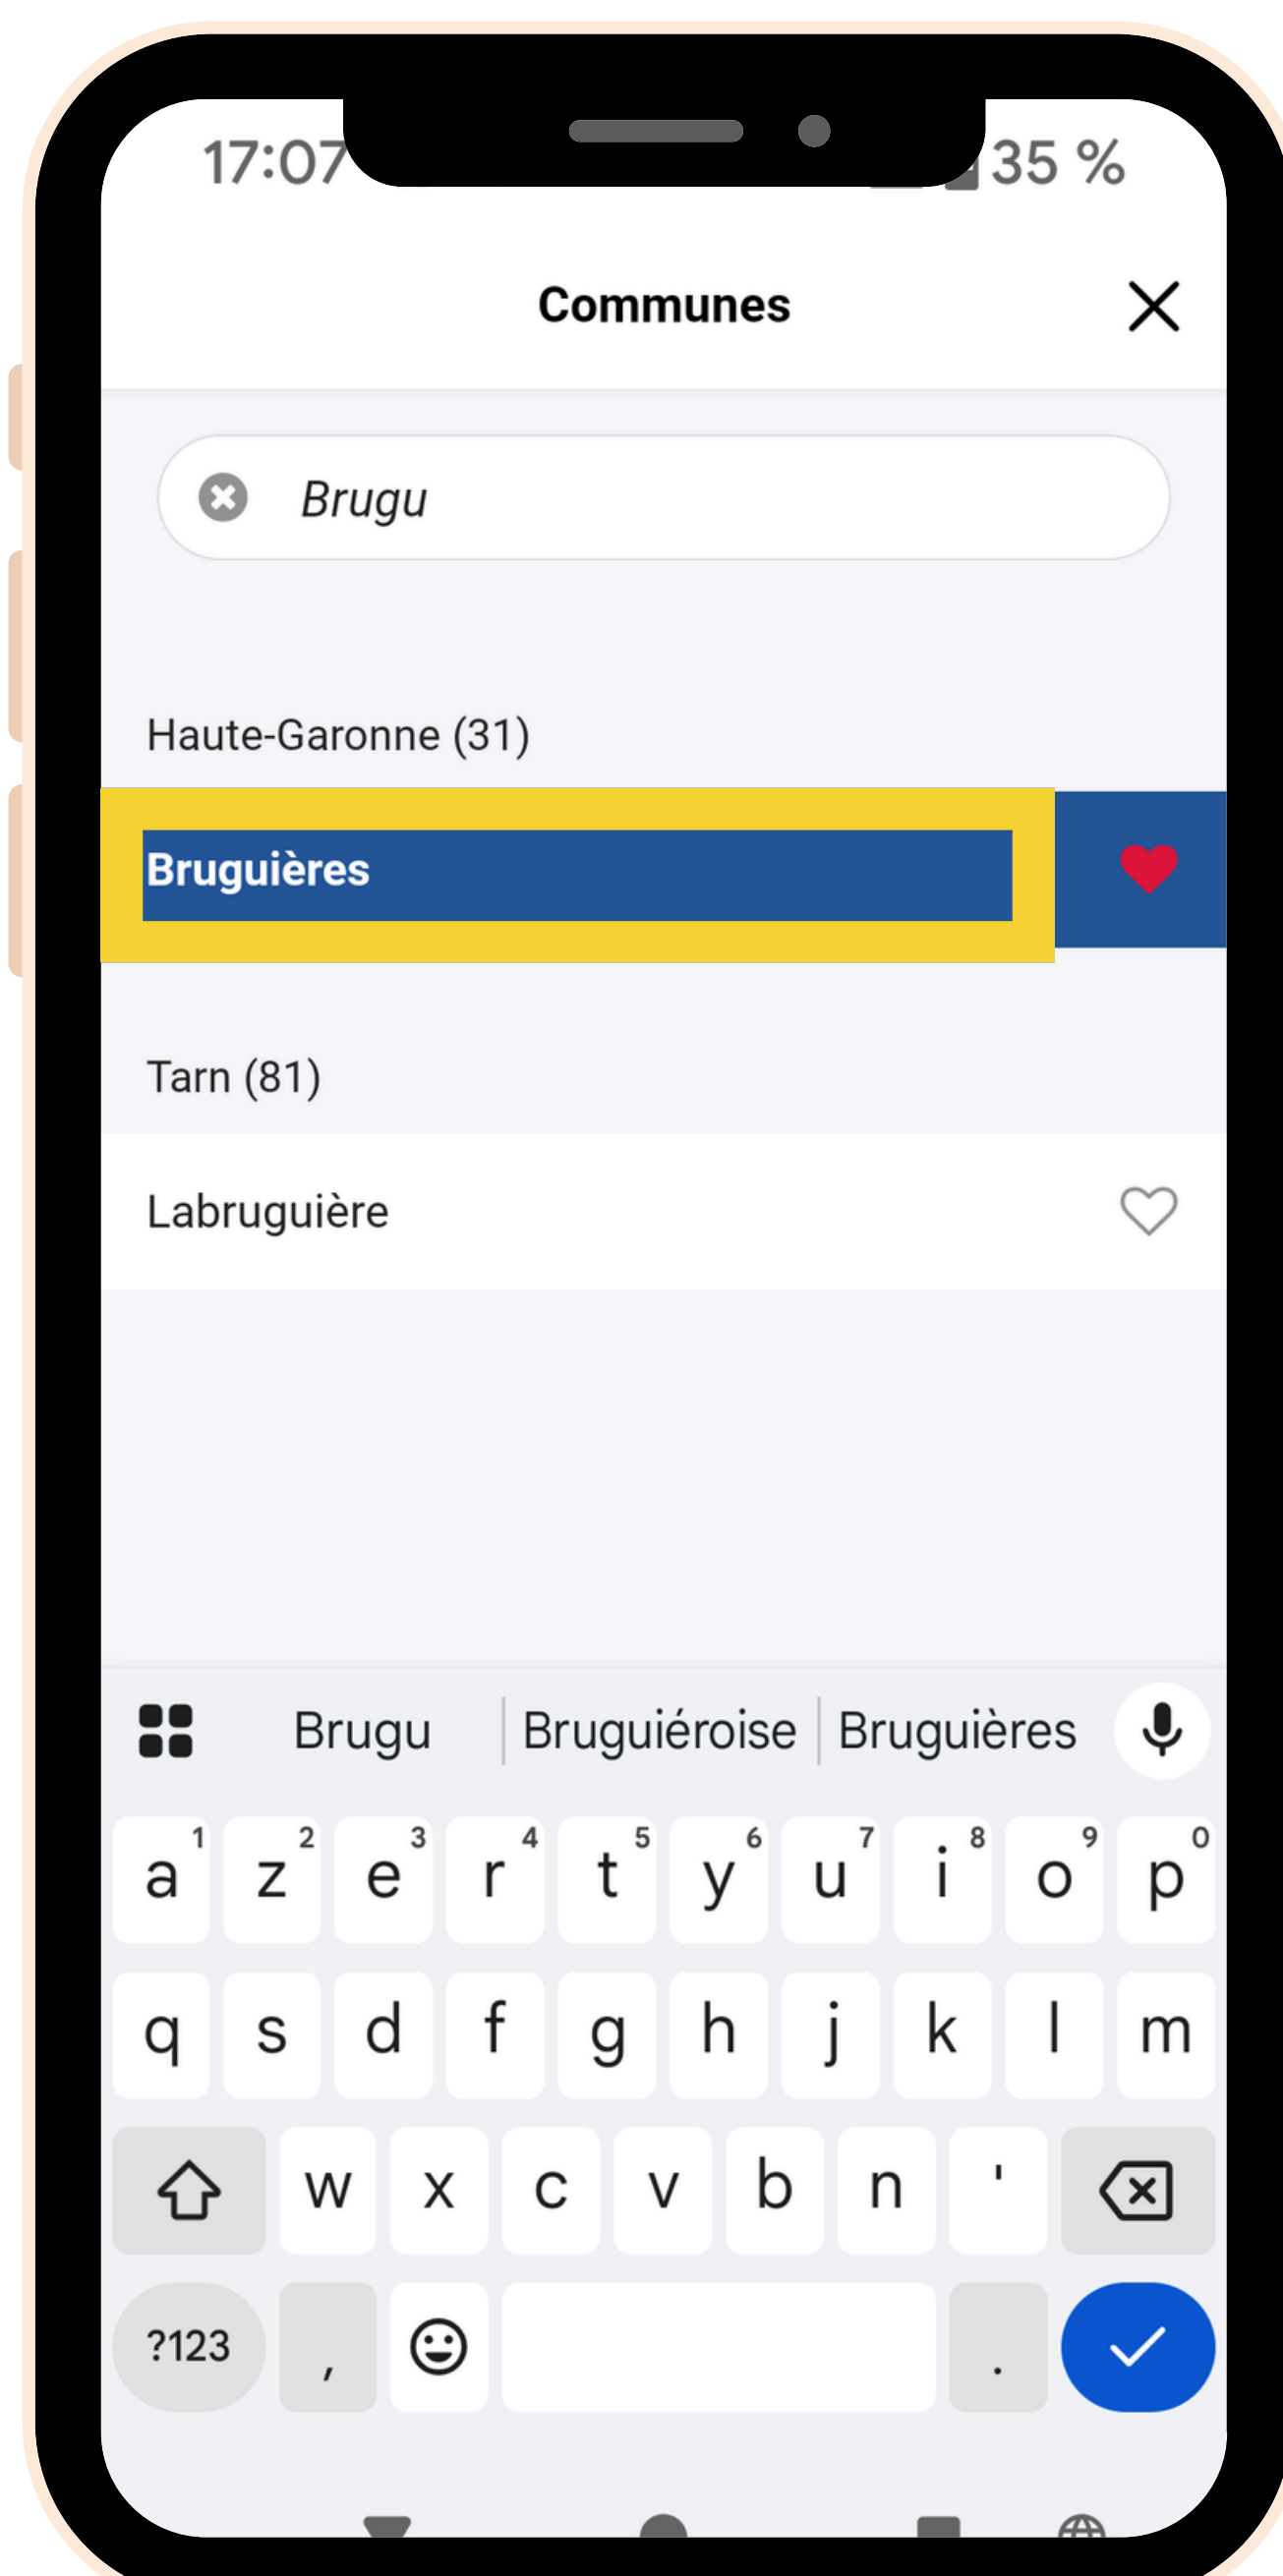 17:07 35 %
Communes
Brugu
Haute-Garonne (31)
Bruguières
Tarn (81)
Labruguière
Brugu Bruguiéroise Bruguières
a 1 z 2 e 3 r 4 t 5 y 6 u 7 i 8 o 9 p 0
q s d f g h j k l m
w x c v b n '
?123 , .